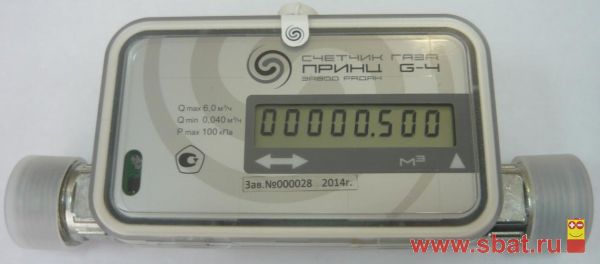 СЧЕТЧИК ГАЗА
ПРИНЦ G-4
ЗАВОД РАДАН
Q max 6,0 м³/ч
Q min 0,040 м³/ч
P max 100 кПа
00000.500
м³
Зав.№000028 2014г.
www.sbat.ru